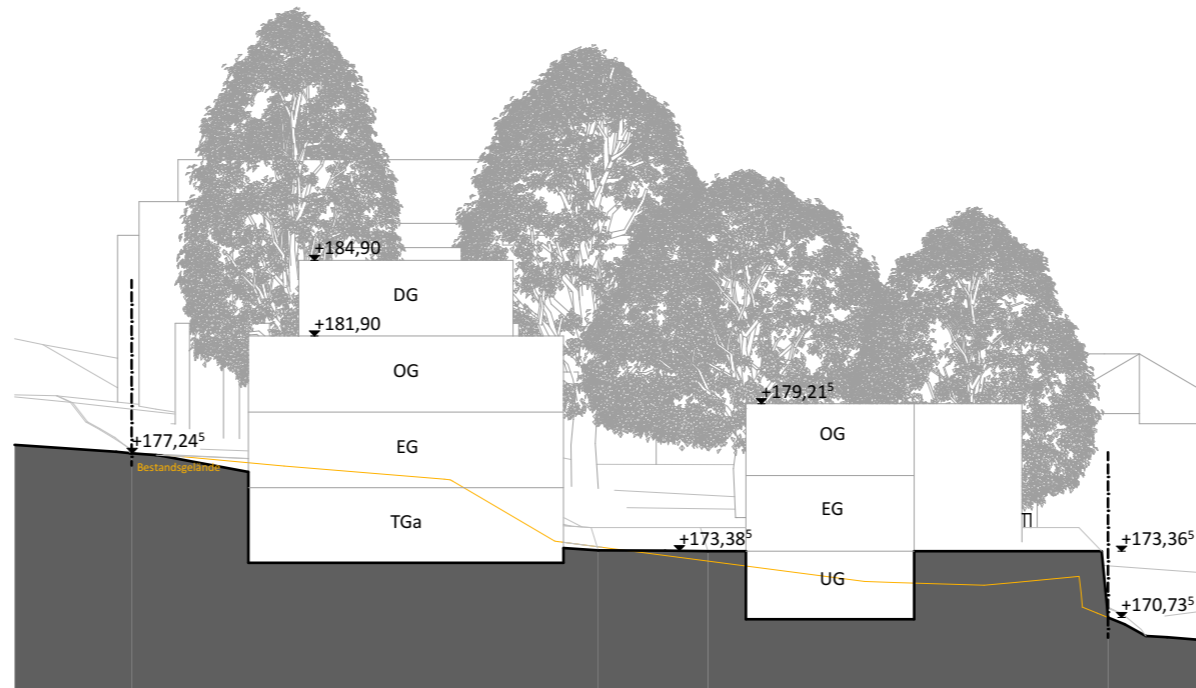 +184,90
DG
+181,90
OG
+179,21⁵
OG
+177,24⁵
Bestandsgelände
EG
EG
TGa
+173,38⁵
+173,36⁵
UG
+170,73⁵